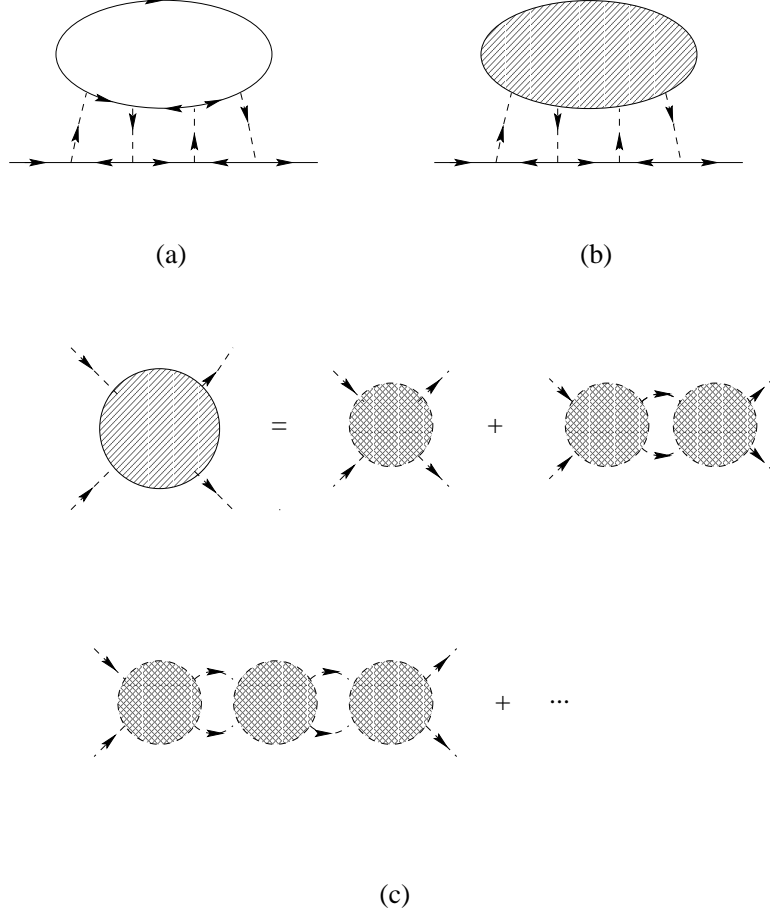 (a) (b)
= +
+ ...
(c)